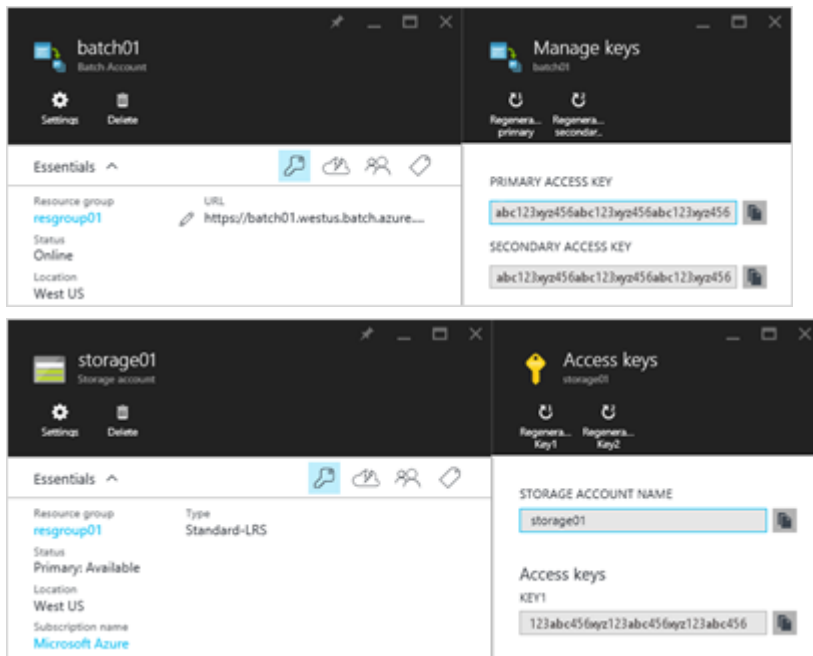 batch01
Batch Account
Settings
Delete
Essentials
Resource group
resgroup01
URL
https://batch01.westus.batch.azure....
Status
Online
Location
West US
Manage keys
batch01
Regenera... primary
Regenera... secondar..
PRIMARY ACCESS KEY
abc123xyz456abc123xyz456abc123xyz456
SECONDARY ACCESS KEY
abc123xyz456abc123xyz456abc123xyz456
storage01
Storage account
Settings
Delete
Essentials
Resource group
resgroup01
Type
Standard-LRS
Status
Primary: Available
Location
West US
Subscription name
Microsoft Azure
Access keys
storage01
Regenera... Key1
Regenera... Key2
STORAGE ACCOUNT NAME
storage01
Access keys
KEY1
123abc456xyz123abc456xyz123abc456